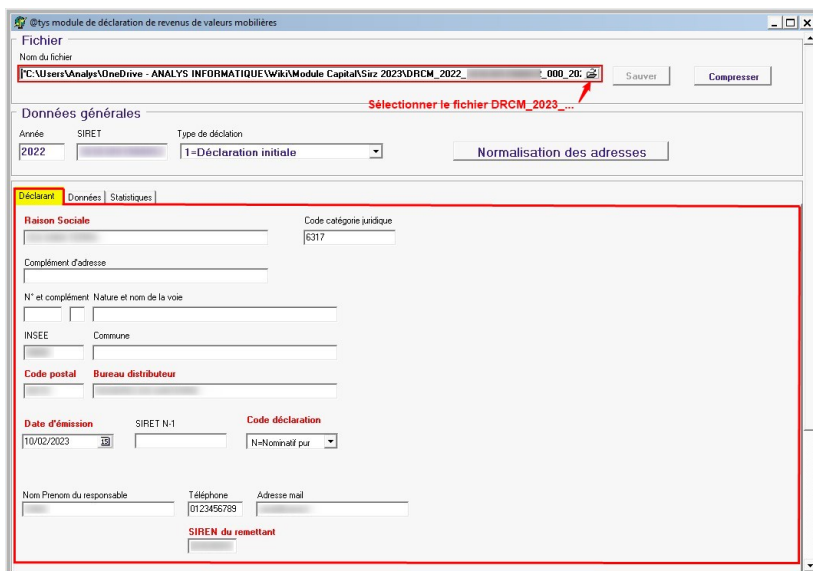 @tys module de déclaration de revenus de valeurs mobilières
Fichier
Nom du fichier
"C:\Users\Analys\OneDrive - ANALYS INFORMATIQUE\Wiki\Module Capital\Sirz 2023\DRCM_2022_ _000_20
Sauver
Compresser
Sélectionner le fichier DRCM_2023_...
Données générales
Année SIRET Type de déclation
2022 1=Déclaration initiale Normalisation des adresses
Déclarant Données Statistiques
Raison Sociale Code catégorie juridique
6317
Complément d'adresse
N° et complément Nature et nom de la voie
INSEE Commune
Code postal Bureau distributeur
Date d'émission SIRET N-1 Code déclaration
10/02/2023 15 N=Nominatif pur
Nom Prenom du responsable Téléphone Adresse mail
0123456789
SIREN du remettant